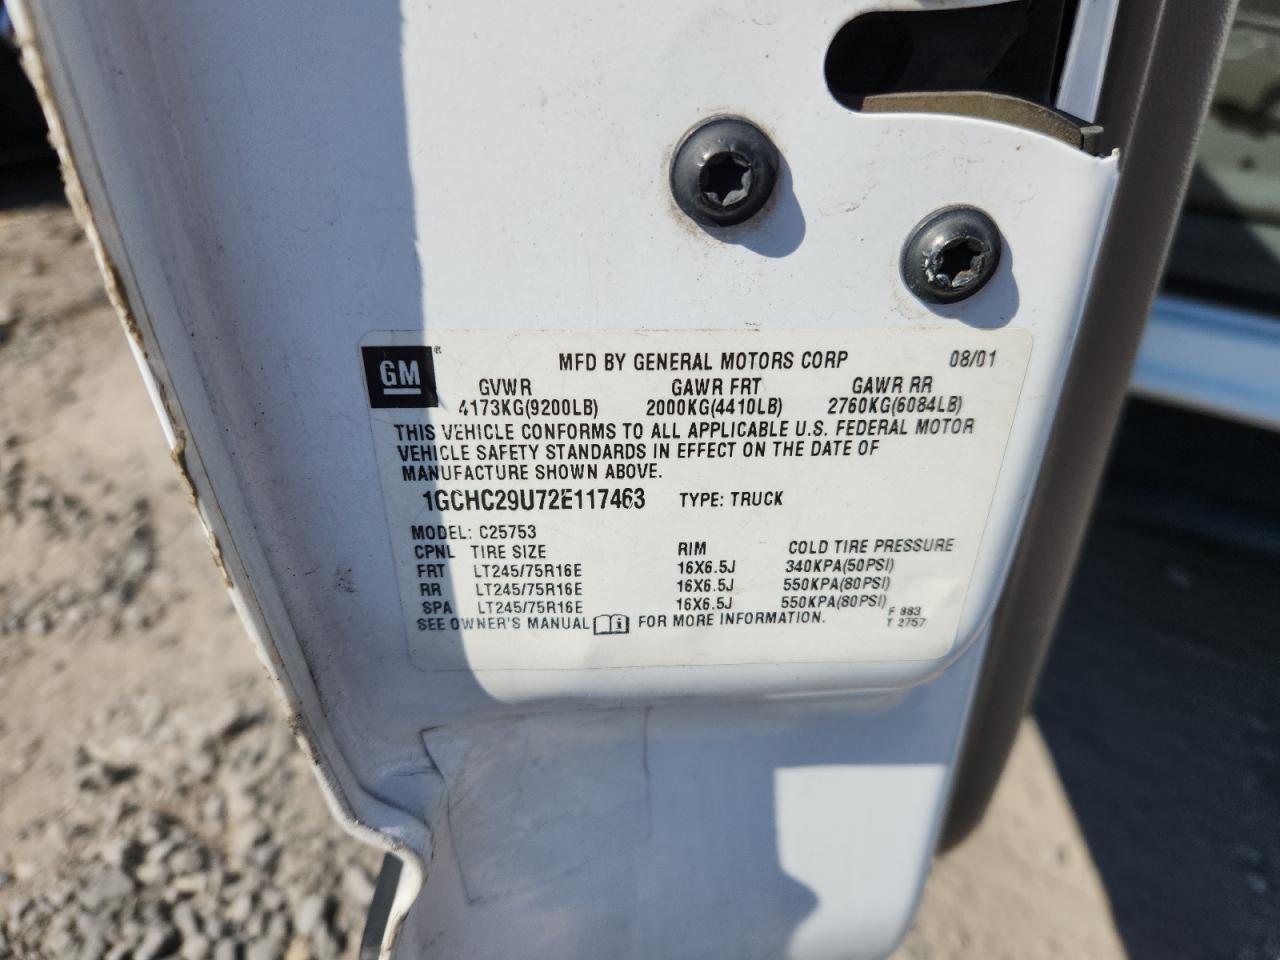 GM ® MFD BY GENERAL MOTORS CORP 08/01
GVWR GAWR FRT GAWR RR
4173KG(9200LB) 2000KG(4410LB) 2760KG(6084LB)
THIS VEHICLE CONFORMS TO ALL APPLICABLE U.S. FEDERAL MOTOR
VEHICLE SAFETY STANDARDS IN EFFECT ON THE DATE OF
MANUFACTURE SHOWN ABOVE.
1GCHC29U72E117463 TYPE: TRUCK
MODEL: C25753
CPNL TIRE SIZE RIM COLD TIRE PRESSURE
FRT LT245/75R16E 16X6.5J 340KPA(50PSI)
RR LT245/75R16E 16X6.5J 550KPA(80PSI)
SPA LT245/75R16E 16X6.5J 550KPA(80PSI)
SEE OWNER'S MANUAL FOR MORE INFORMATION.
F 883
T 2757